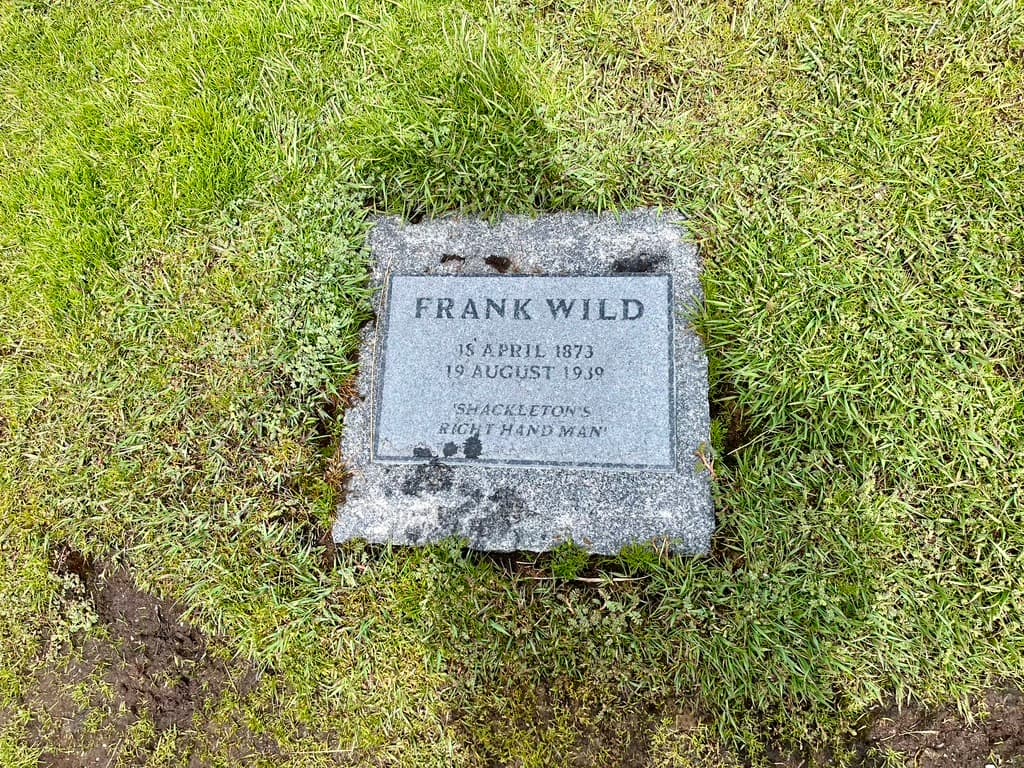 FRANK WILD
18 APRIL 1873
19 AUGUST 1939
'SHACKLETON'S
RIGHT HAND MAN'